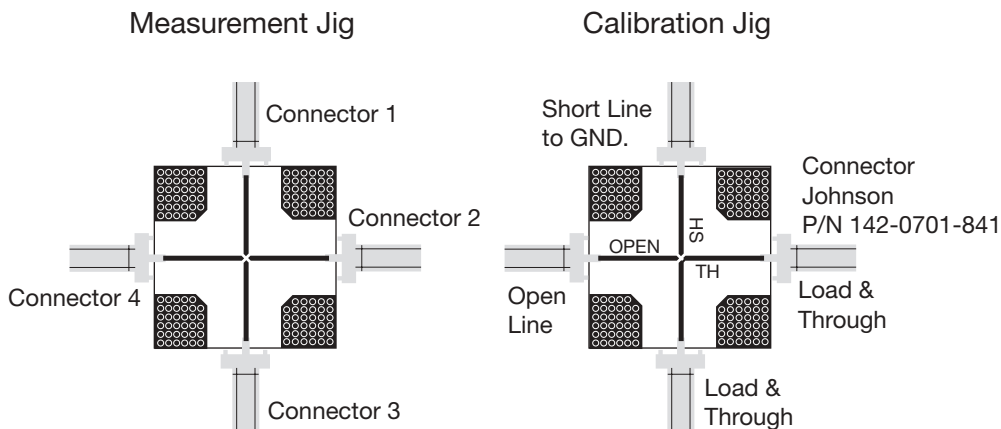 Measurement Jig
Calibration Jig
Connector 1
Connector 2
Connector 3
Connector 4
Short Line
to GND.
Connector
Johnson
P/N 142-0701-841
HS
OPEN
TH
Open
Line
Load &
Through
Load &
Through